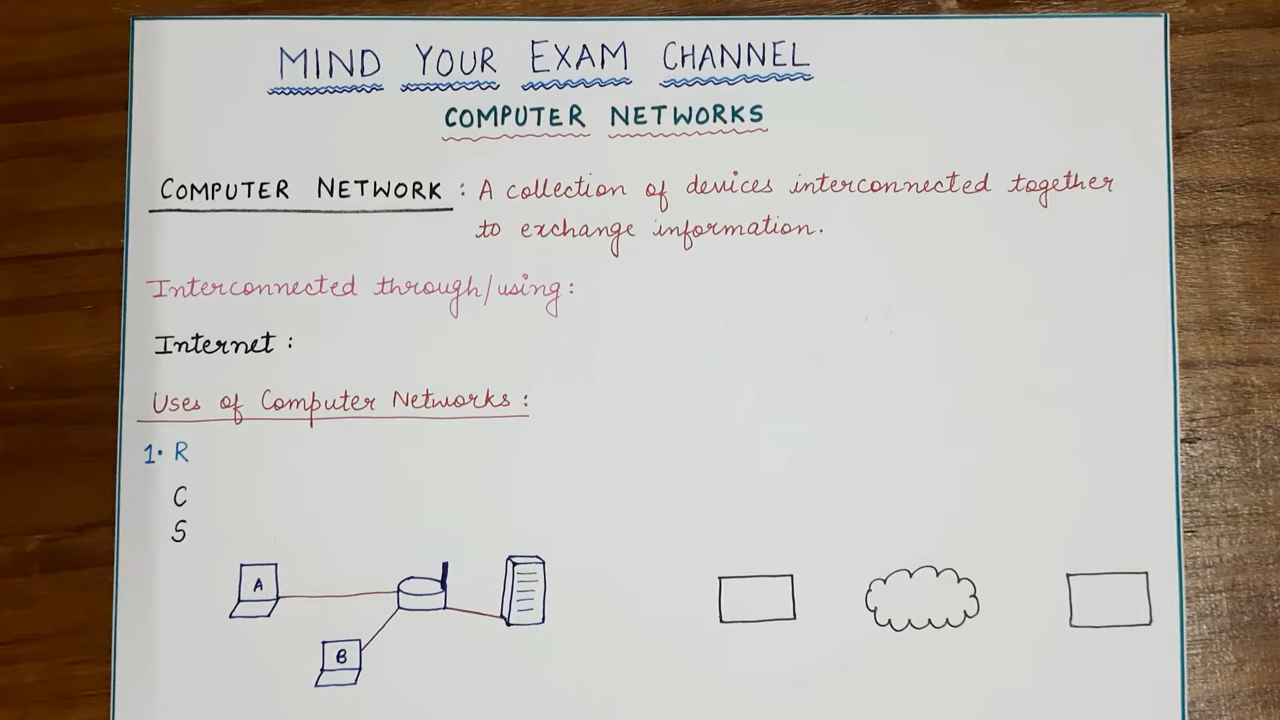 MIND YOUR EXAM CHANNEL
COMPUTER NETWORKS
COMPUTER NETWORK : A collection of devices interconnected together
to exchange information.
Interconnected through/using :
Internet :
Uses of Computer Networks :
1. R
C
S
A
B